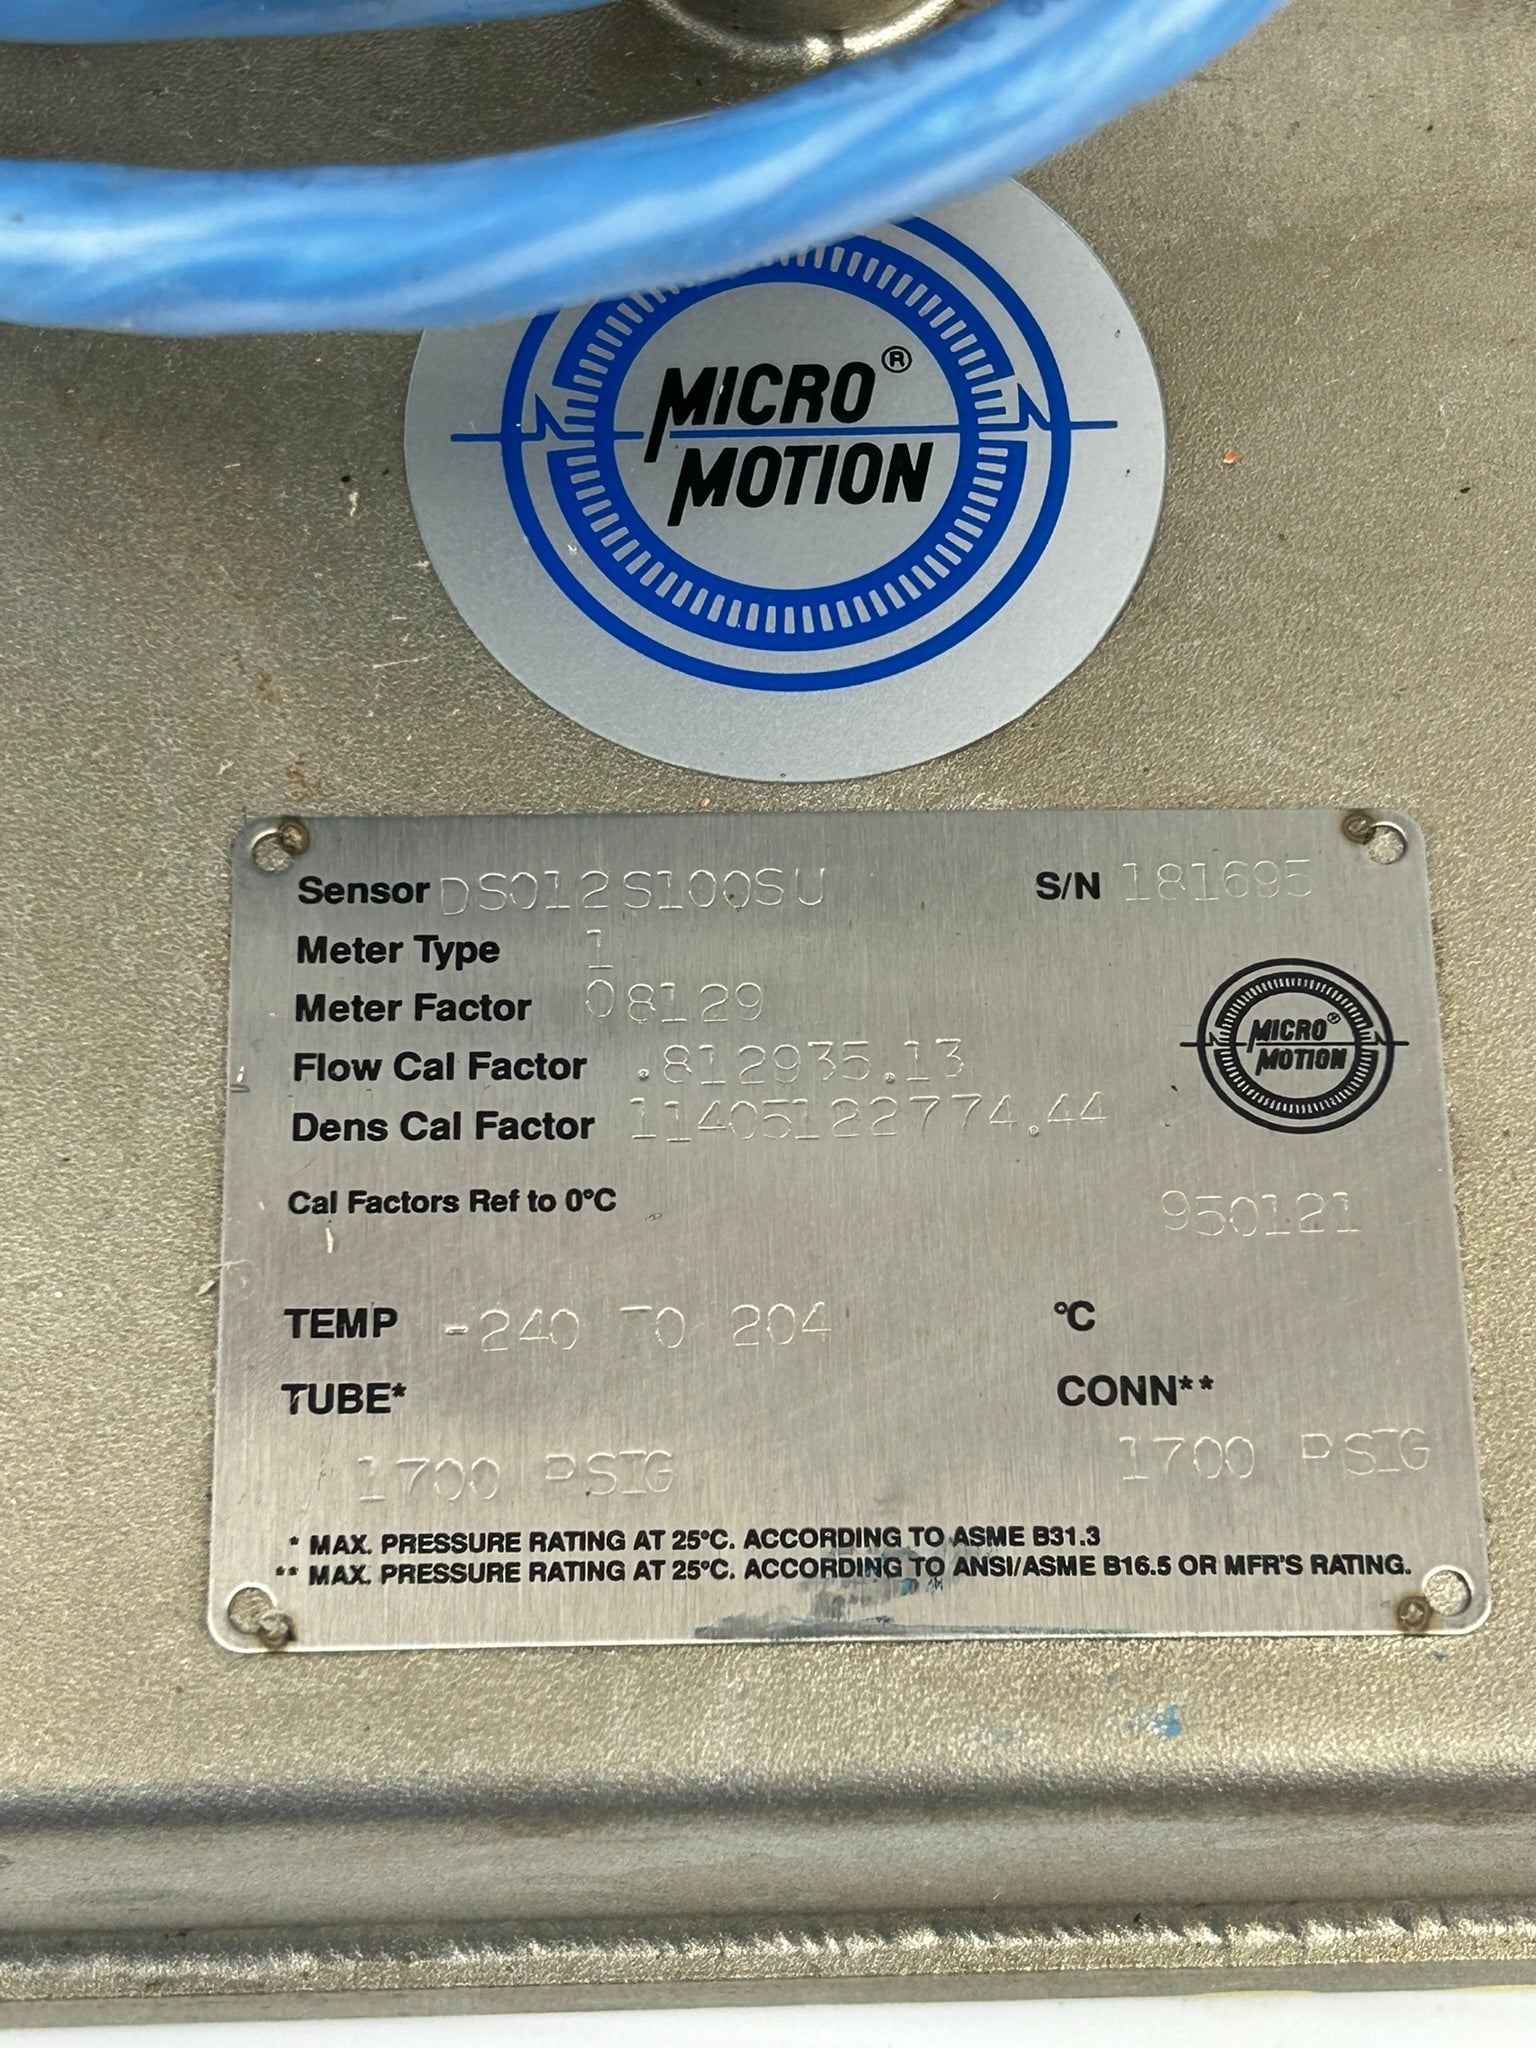 MICRO®
MOTION
Sensor DS012S100SU S/N 181695
Meter Type 1
Meter Factor 08129
Flow Cal Factor .812935.13
Dens Cal Factor 11405122774.44
MICRO®
MOTION
Cal Factors Ref to 0°C
950121
TEMP -240 TO 204 °C
TUBE* CONN**
1700 PSIG 1700 PSIG
* MAX. PRESSURE RATING AT 25°C. ACCORDING TO ASME B31.3
** MAX. PRESSURE RATING AT 25°C. ACCORDING TO ANSI/ASME B16.5 OR MFR'S RATING.